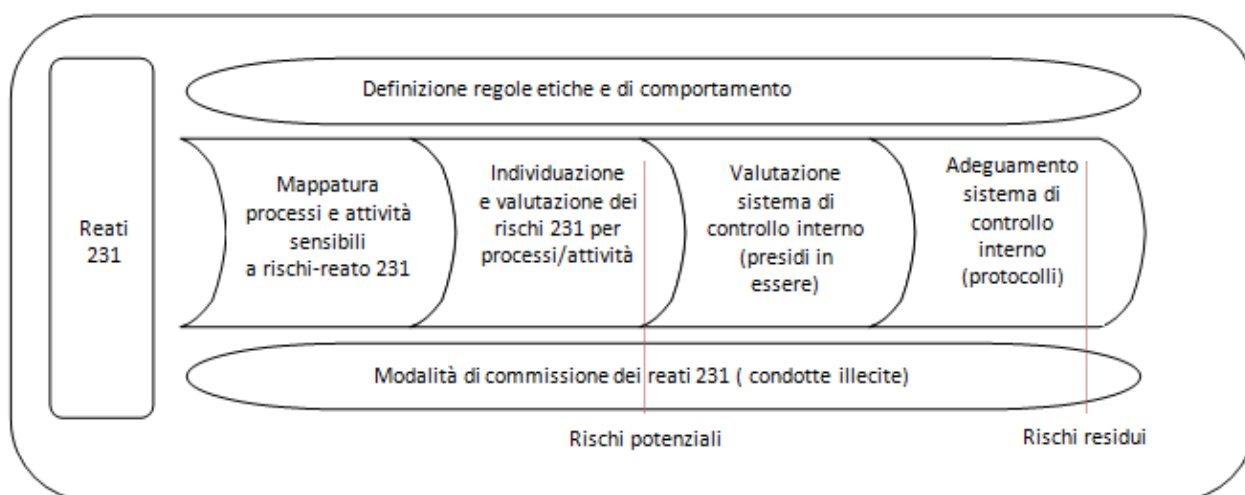 Definizione regole etiche e di comportamento
Reati
231
Mappatura
processi e attività
sensibili
a rischi-reato 231
Individuazione
e valutazione dei
rischi 231 per
processi/attività
Valutazione
sistema di
controllo interno
(presidi in
essere)
Adeguamento
sistema di
controllo
interno
(protocolli)
Modalità di commissione dei reati 231 ( condotte illecite)
Rischi potenziali
Rischi residui